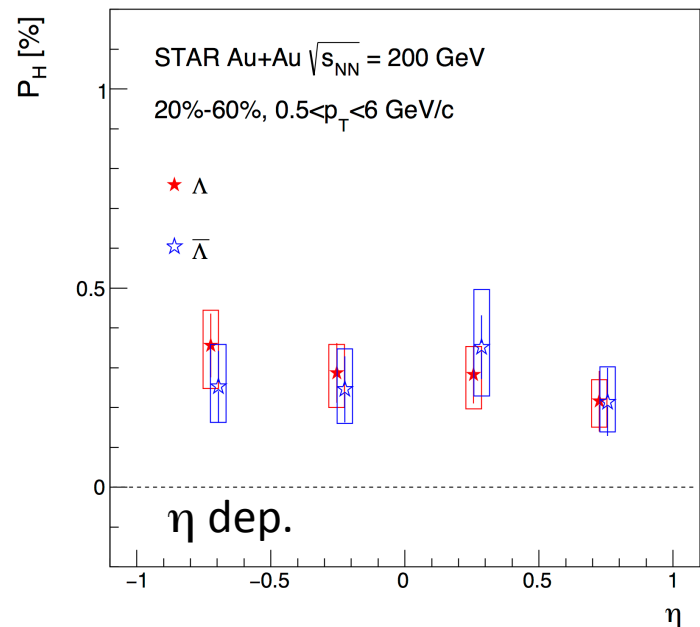 P_H [%]
STAR Au+Au √s_NN = 200 GeV
20%-60%, 0.5<p_T<6 GeV/c
Λ
Λ̅
1
0.5
0
η dep.
−1 −0.5 0 0.5 1
η